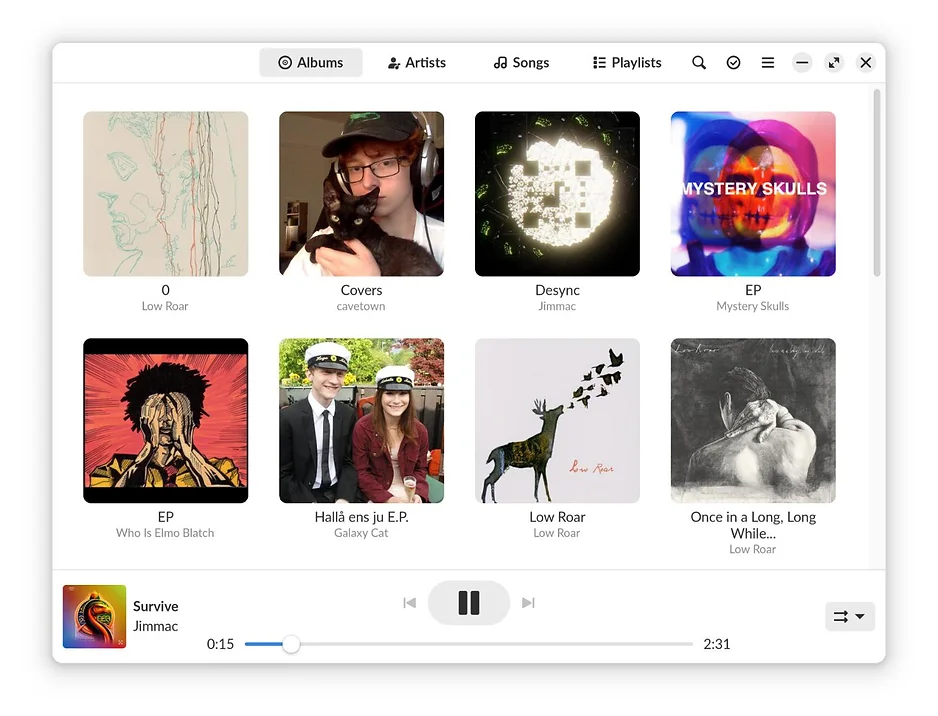 Albums
Artists
Songs
Playlists
0
Low Roar
Covers
cavetown
Desync
Jimmac
MYSTERY SKULLS
EP
Mystery Skulls
EP
Who Is Elmo Blatch
Hallå ens ju E.P.
Galaxy Cat
Low Roar
Low Roar
Low Roar
Low Roar
Once in a Long, Long
While...
Low Roar
Survive
Jimmac
0:15
2:31